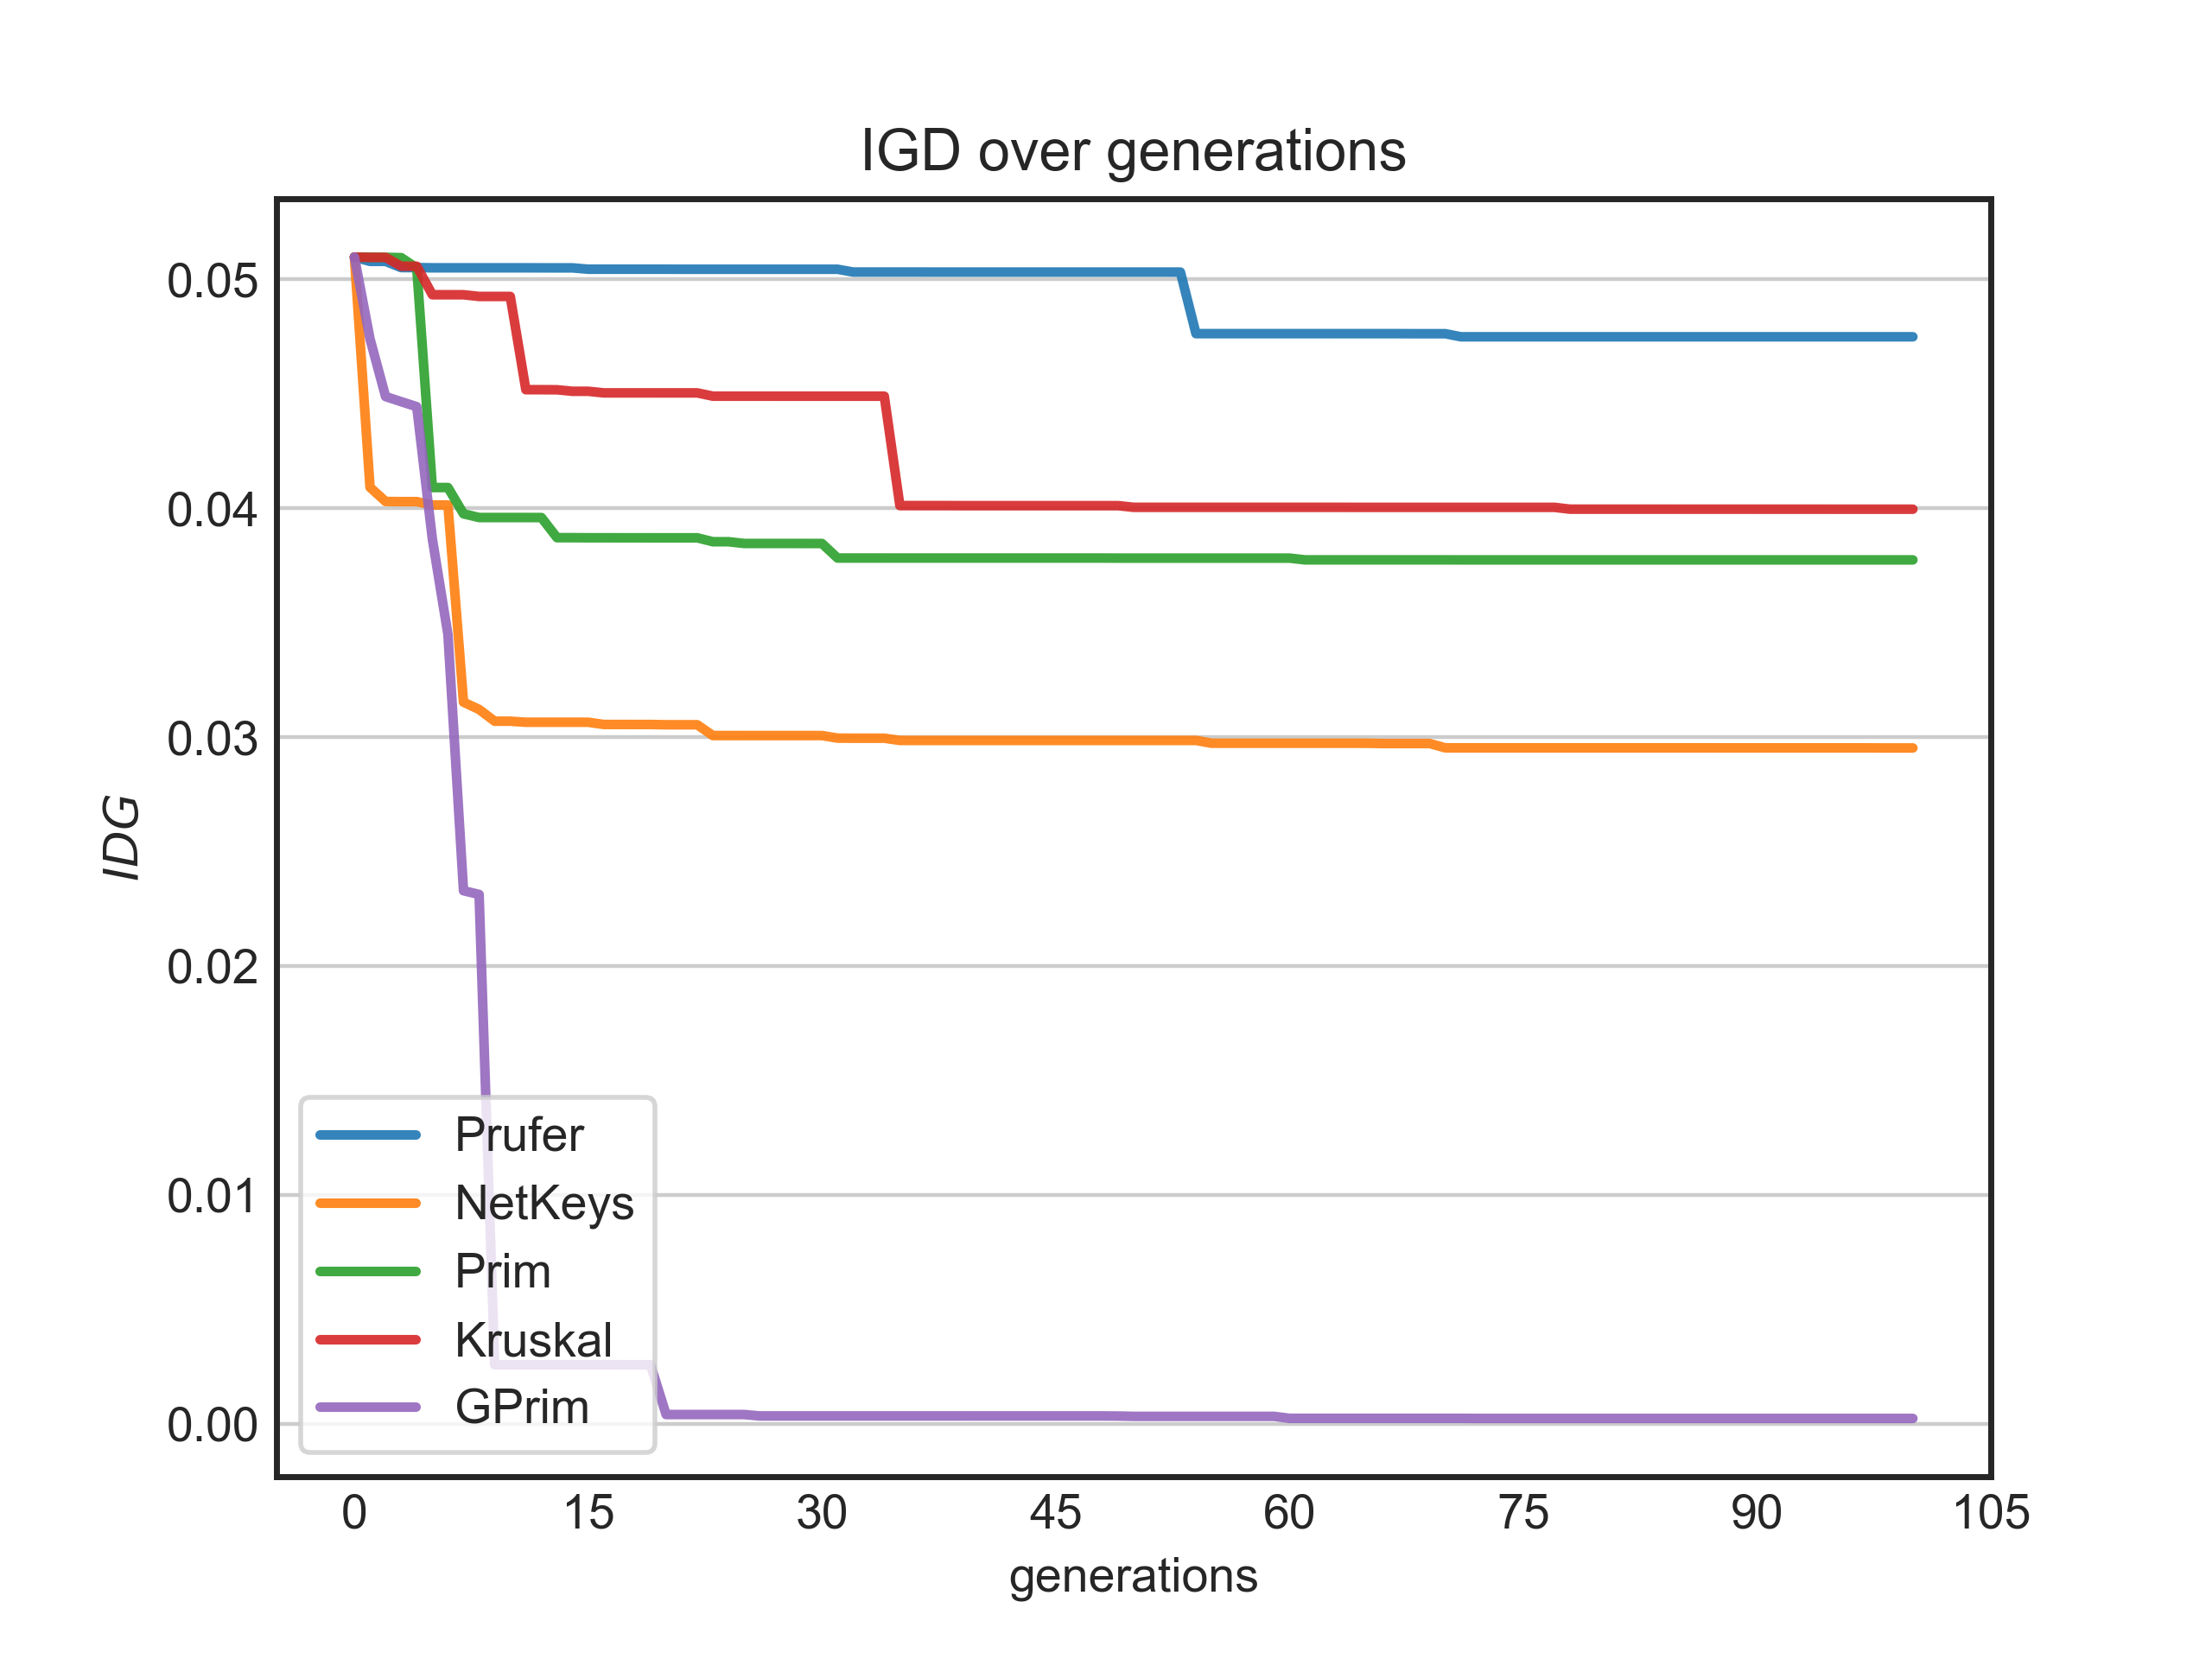 IGD over generations
0.05
0.04
0.03
0.02
0.01
0.00
IDG
Prufer
NetKeys
Prim
Kruskal
GPrim
0 15 30 45 60 75 90 105
generations